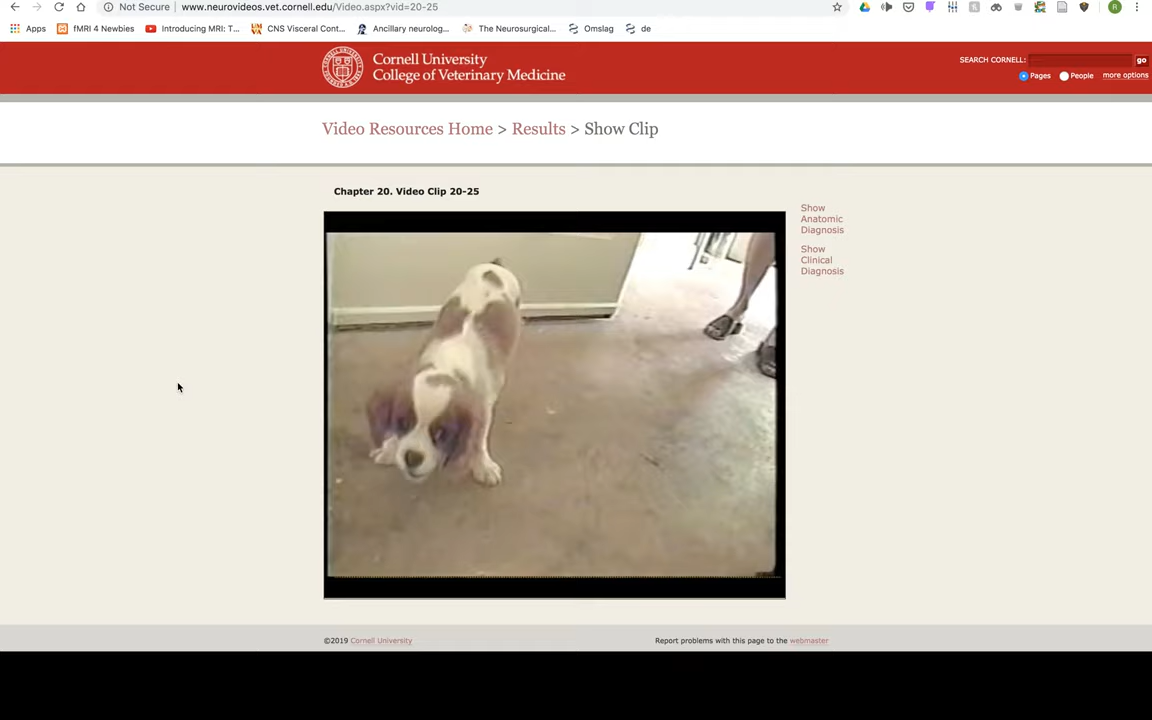 Not Secure
www.neurovideos.vet.cornell.edu/Video.aspx?vid=20-25
R
Apps
fMRI 4 Newbies
Introducing MRI: T...
CNS Visceral Cont...
Ancillary neurolog...
The Neurosurgical...
Omslag
de
Cornell University
College of Veterinary Medicine
SEARCH CORNELL:
go
Pages
People
more options
Video Resources Home > Results > Show Clip
Chapter 20. Video Clip 20-25
Show
Anatomic
Diagnosis
Show
Clinical
Diagnosis
©2019 Cornell University
Report problems with this page to the webmaster